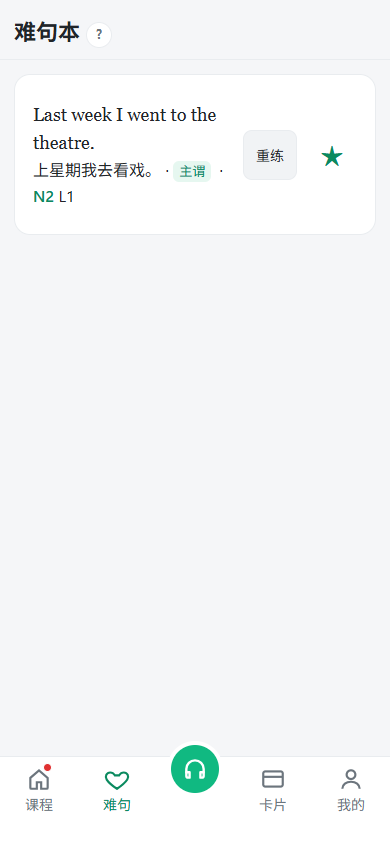 难句本 ?
Last week I went to the
theatre.
上星期我去看戏。 · 主谓 ·
N2 L1
重练
课程
难句
卡片
我的